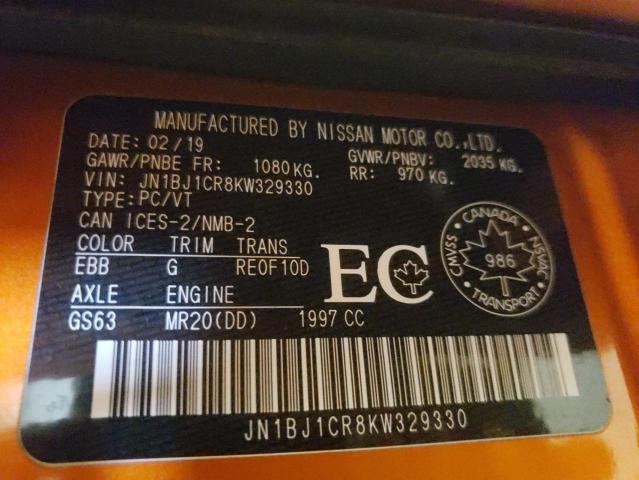 MANUFACTURED BY NISSAN MOTOR CO.,LTD.
DATE: 02/19 GVWR/PNBV: 2035 KG.
GAWR/PNBE FR: 1080KG. RR: 970 KG.
VIN: JN1BJ1CR8KW329330
TYPE:PC/VT
CAN ICES-2/NMB-2
COLOR TRIM TRANS
EBB G RE0F10D
AXLE ENGINE
GS63 MR20(DD) 1997 CC
EC
CANADA
CMVSS 986 NSVAC
TRANSPORT
JN1BJ1CR8KW329330